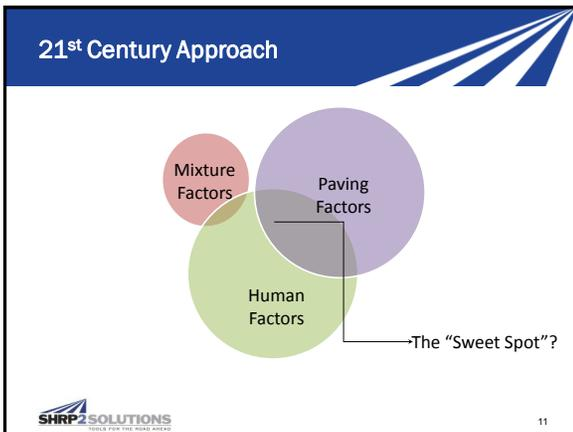 21st Century Approach
Mixture
Factors
Paving
Factors
Human
Factors
The “Sweet Spot”?
SHRP2 SOLUTIONS
TOOLS FOR THE ROAD AHEAD
11